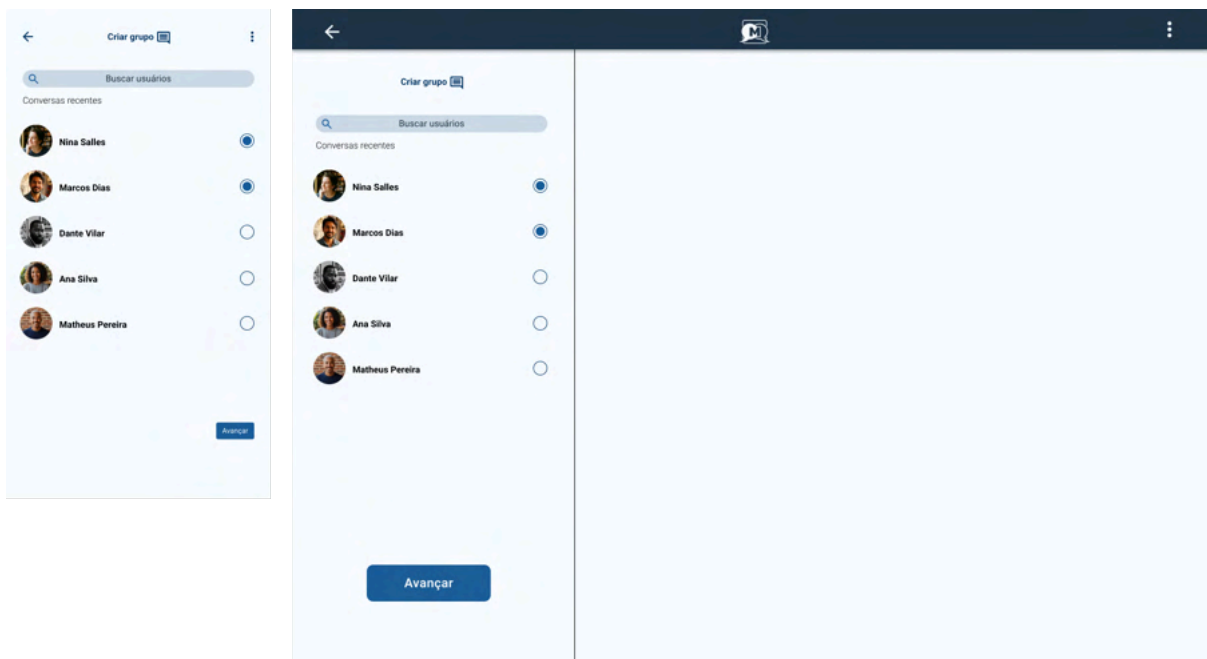 Criar grupo
Buscar usuários
Conversas recentes
Nina Salles
Marcos Dias
Dante Vilar
Ana Silva
Matheus Pereira
Avançar
M
Criar grupo
Buscar usuários
Conversas recentes
Nina Salles
Marcos Dias
Dante Vilar
Ana Silva
Matheus Pereira
Avançar